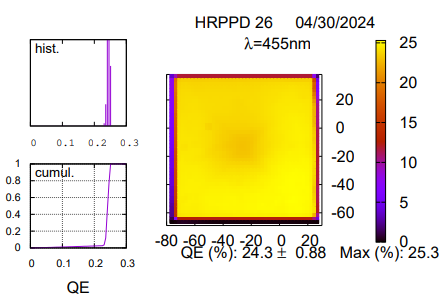 HRPPD 26 04/30/2024
λ=455nm
hist.
0 0.1 0.2 0.3
cumul.
1
0.8
0.6
0.4
0.2
0
0 0.1 0.2 0.3
QE
20
0
-20
-40
-60
-80 -60 -40 -20 0 20
25
20
15
10
5
0
QE (%): 24.3 ± 0.88 Max (%): 25.3